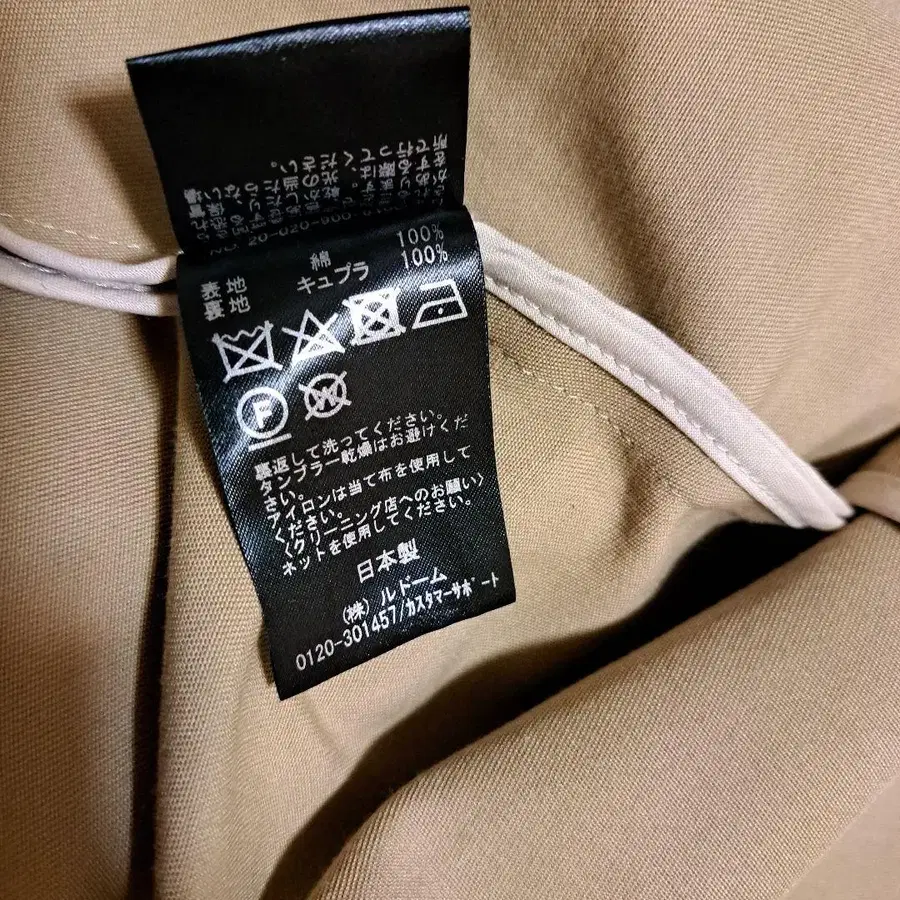 表地 綿 100%
裏地 キュプラ 100%
F W
裏返して洗ってください。
タンブラー乾燥はお避けくだ
さい。
アイロンは当て布を使用して
ください。
〈クリーニング店へのお願い〉
ネットを使用してください。
日本製
(株) ルドーム
0120-301457/カスタマーサポート